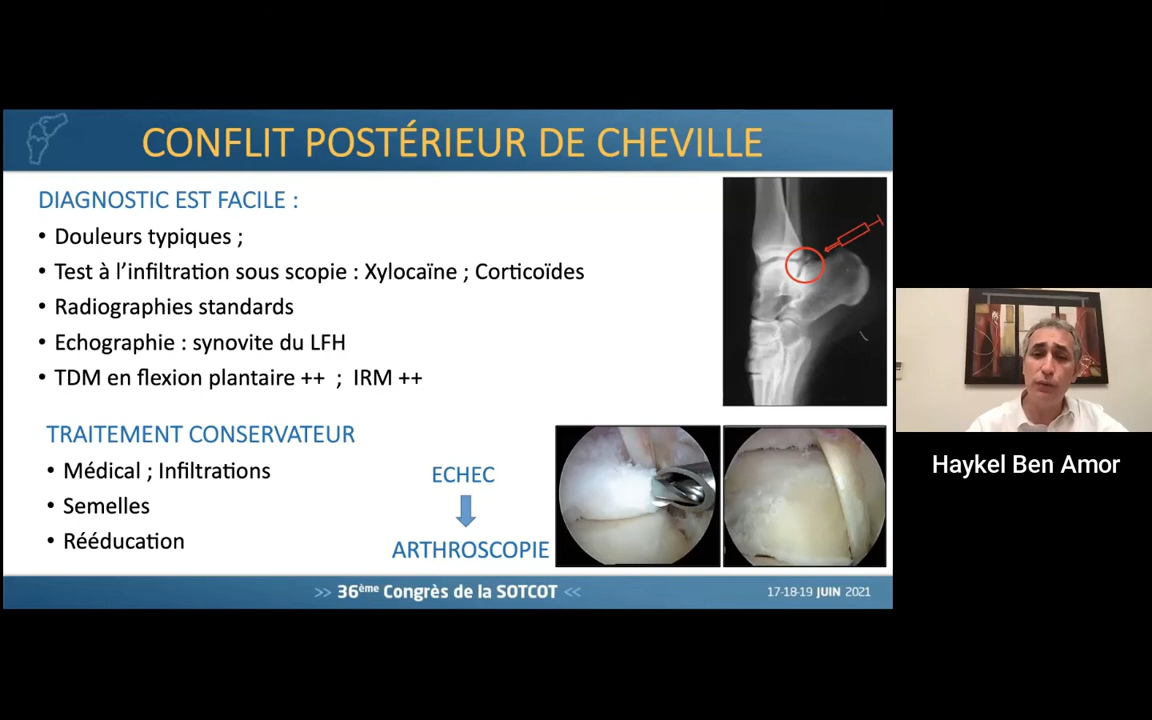 CONFLIT POSTÉRIEUR DE CHEVILLE
DIAGNOSTIC EST FACILE :
• Douleurs typiques ;
• Test à l’infiltration sous scopie : Xylocaïne ; Corticoïdes
• Radiographies standards
• Echographie : synovite du LFH
• TDM en flexion plantaire ++ ; IRM ++
TRAITEMENT CONSERVATEUR
• Médical ; Infiltrations
• Semelles
• Rééducation
ECHEC
ARTHROSCOPIE
>> 36ème Congrès de la SOTCOT <<
17-18-19 JUIN 2021
Haykel Ben Amor